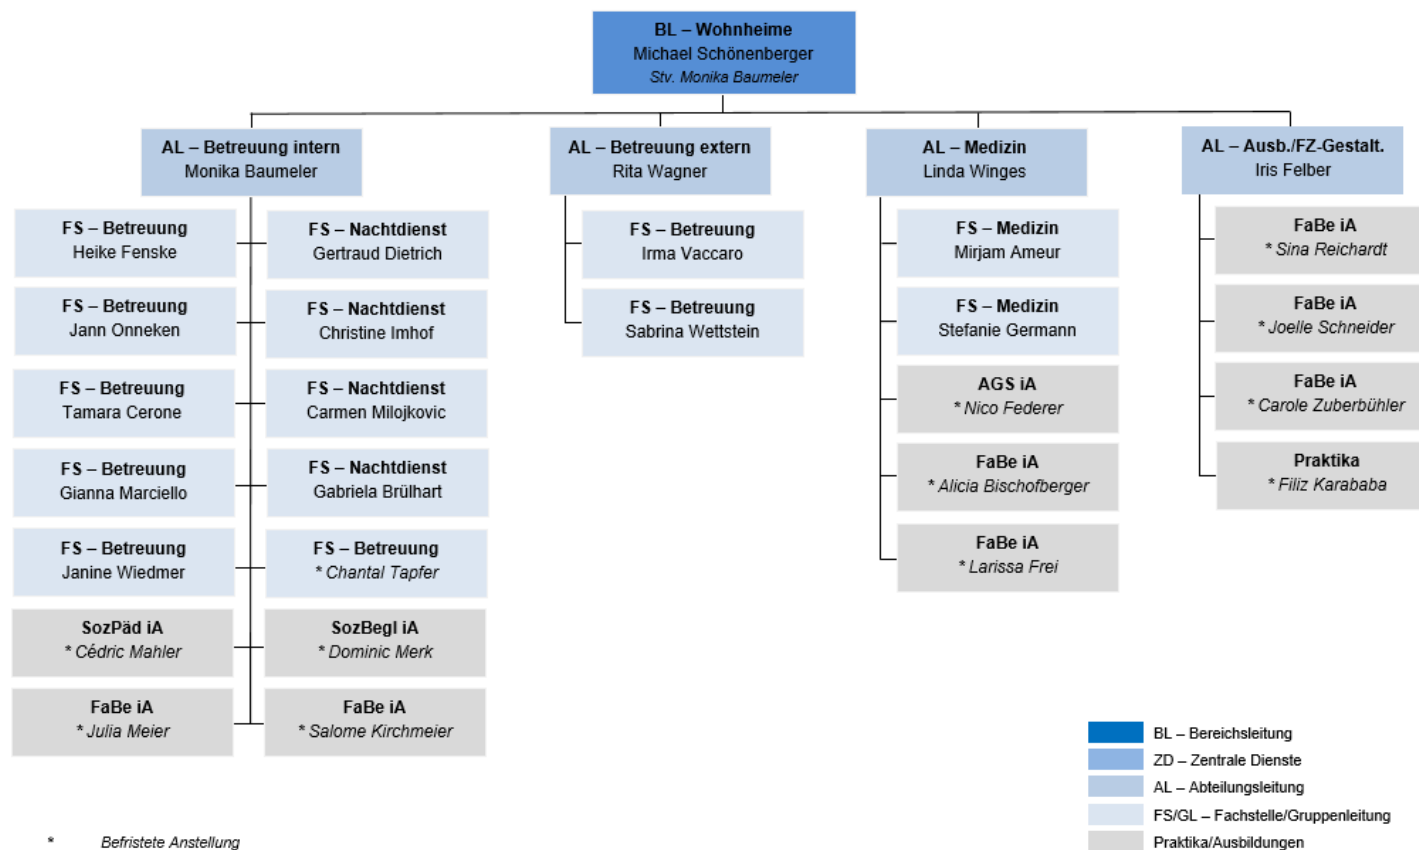 BL – Wohnheime
Michael Schönenberger
Stv. Monika Baumeler
AL – Betreuung intern
Monika Baumeler
AL – Betreuung extern
Rita Wagner
AL – Medizin
Linda Winges
AL – Ausb./FZ-Gestalt.
Iris Felber
FS – Betreuung
Heike Fenske
FS – Nachtdienst
Gertraud Dietrich
FS – Betreuung
Jann Onneken
FS – Nachtdienst
Christine Imhof
FS – Betreuung
Tamara Cerone
FS – Nachtdienst
Carmen Milojkovic
FS – Betreuung
Gianna Marciello
FS – Nachtdienst
Gabriela Brülhart
FS – Betreuung
Janine Wiedmer
FS – Betreuung
* Chantal Tapfer
SozPäd iA
* Cédric Mahler
SozBegl iA
* Dominic Merk
FaBe iA
* Julia Meier
FaBe iA
* Salome Kirchmeier
FS – Betreuung
Irma Vaccaro
FS – Betreuung
Sabrina Wettstein
FS – Medizin
Mirjam Ameur
FS – Medizin
Stefanie Germann
AGS iA
* Nico Federer
FaBe iA
* Alicia Bischofberger
FaBe iA
* Larissa Frei
FaBe iA
* Sina Reichardt
FaBe iA
* Joelle Schneider
FaBe iA
* Carole Zuberbühler
Praktika
* Filiz Karababa
BL – Bereichsleitung
ZD – Zentrale Dienste
AL – Abteilungsleitung
FS/GL – Fachstelle/Gruppenleitung
Praktika/Ausbildungen
* Befristete Anstellung